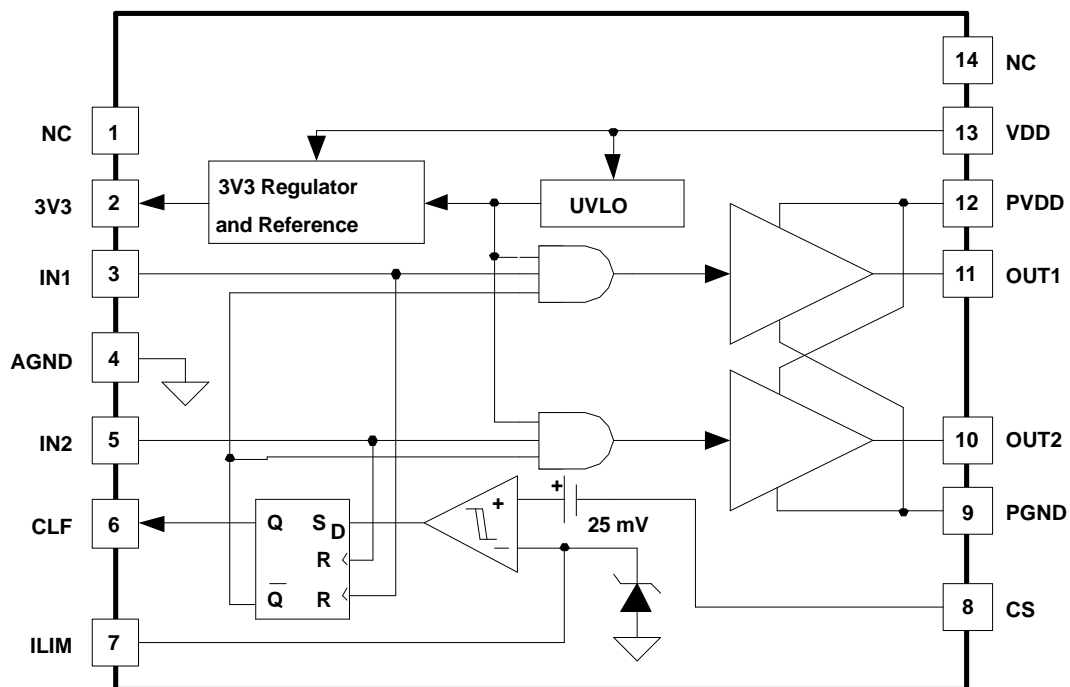 14 NC
NC 1
13 VDD
3V3 2
3V3 Regulator
and Reference
UVLO
12 PVDD
IN1 3
11 OUT1
AGND 4
IN2 5
10 OUT2
CLF 6
Q SD
R
Q R
+
+
−
25 mV
9 PGND
8 CS
ILIM 7